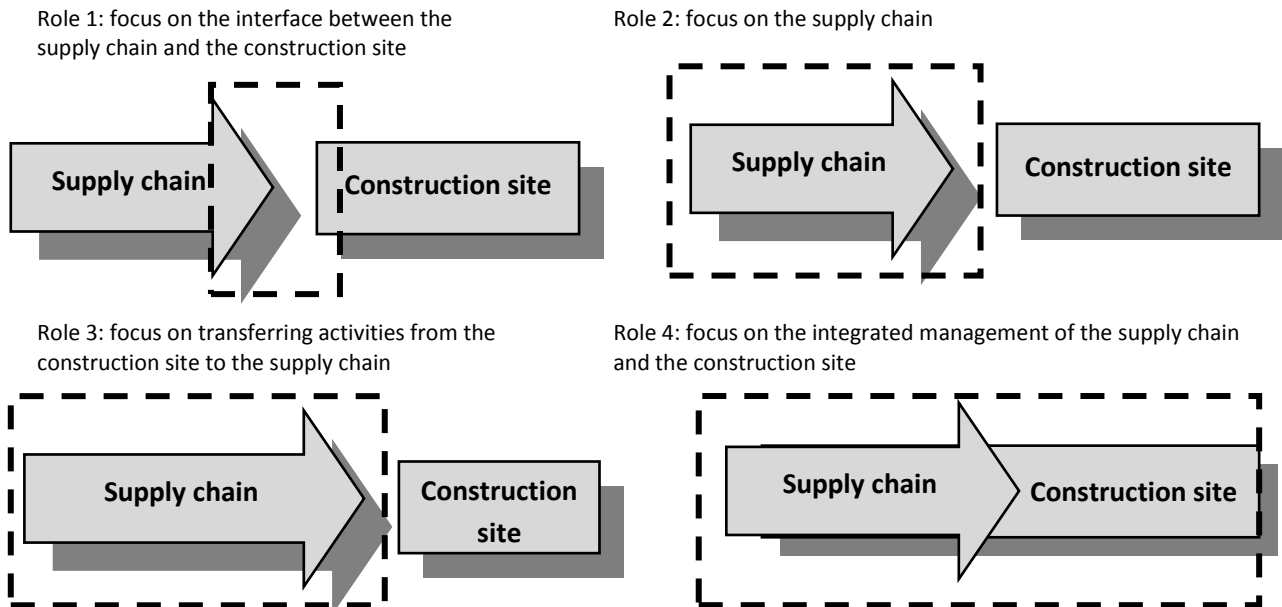 Role 1: focus on the interface between the
supply chain and the construction site
Supply chain
Construction site
Role 2: focus on the supply chain
Supply chain
Construction site
Role 3: focus on transferring activities from the
construction site to the supply chain
Supply chain
Construction
site
Role 4: focus on the integrated management of the supply chain
and the construction site
Supply chain
Construction site